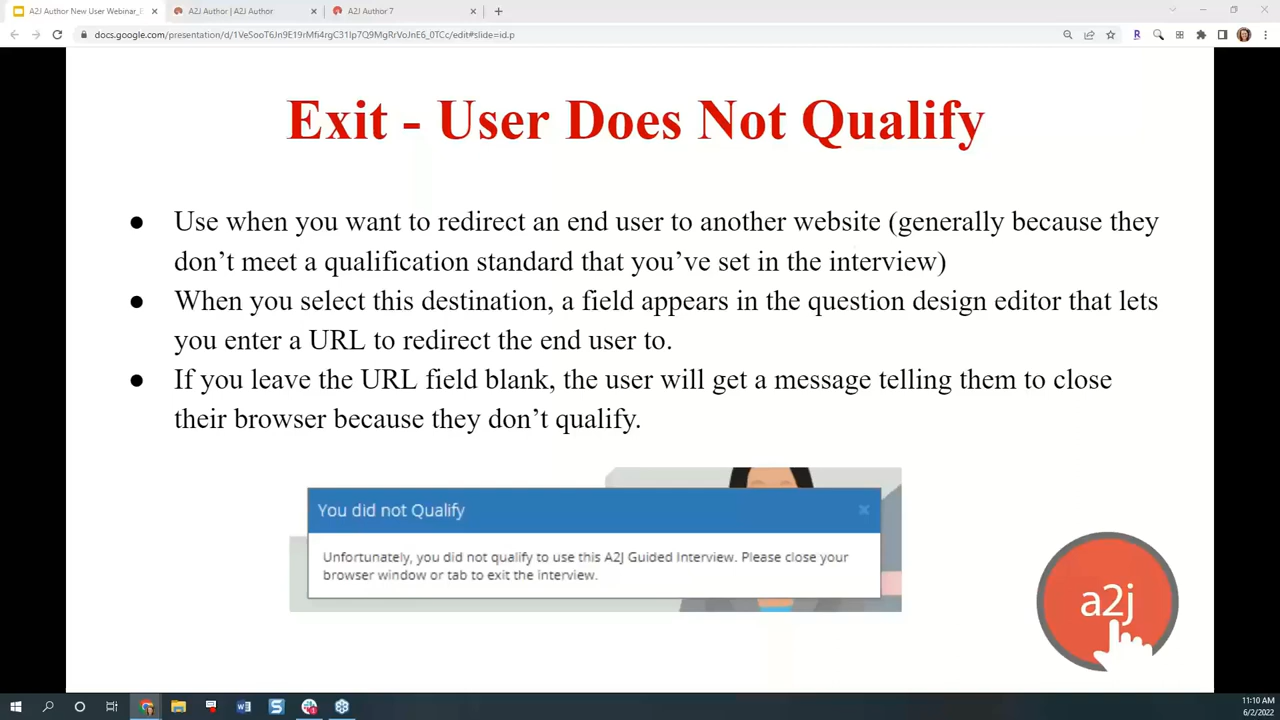 A2J Author New User Webinar_
A2J Author | A2J Author
A2J Author 7
docs.google.com/presentation/d/1VeSooT6Jn9E19rMfi4rgC31Ip7Q9MgRrVoJnE6_0TCc/edit#slide=id.p
Exit - User Does Not Qualify
● Use when you want to redirect an end user to another website (generally because they
don’t meet a qualification standard that you’ve set in the interview)
● When you select this destination, a field appears in the question design editor that lets
you enter a URL to redirect the end user to.
● If you leave the URL field blank, the user will get a message telling them to close
their browser because they don’t qualify.
You did not Qualify
Unfortunately, you did not qualify to use this A2J Guided Interview. Please close your
browser window or tab to exit the interview.
a2j
11:10 AM
6/2/2022